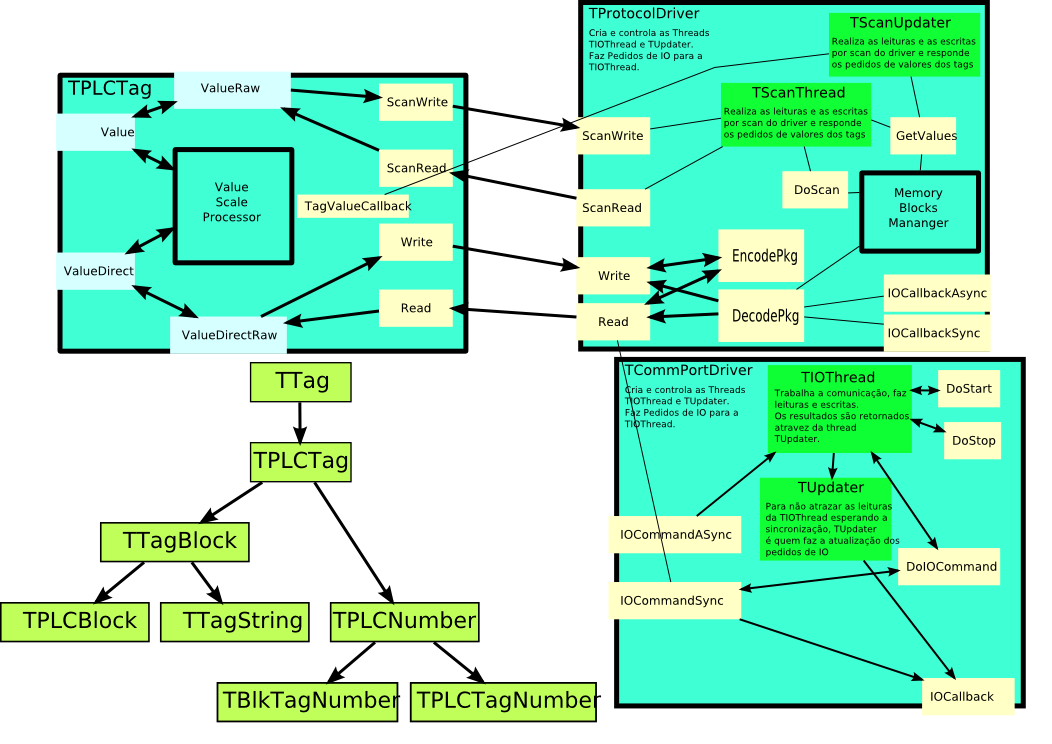 TPLCTag
ValueRaw
Value
Value
Scale
Processor
ValueDirect
ValueDirectRaw
ScanWrite
ScanRead
TagValueCallback
Write
Read
TProtocolDriver
Cria e controla as Threads
TIOThread e TUpdater.
Faz Pedidos de IO para a
TIOThread.
TScanUpdater
Realiza as leituras e as escritas
por scan do driver e responde
os pedidos de valores dos tags
TScanThread
Realiza as leituras e as escritas
por scan do driver e responde
os pedidos de valores dos tags
ScanWrite
GetValues
DoScan
ScanRead
Memory
Blocks
Mananger
Write
EncodePkg
Read
DecodePkg
IOCallbackAsync
IOCallbackSync
TCommPortDriver
Cria e controla as Threads
TIOThread e TUpdater.
Faz Pedidos de IO para a
TIOThread.
TIOThread
Trabalha a comunicação, faz
leituras e escritas.
Os resultados são retornados
atravez da thread
TUpdater.
DoStart
DoStop
TUpdater
Para não atrazar as leituras
da TIOThread esperando a
sincronização, TUpdater
é quem faz a atualização dos
pedidos de IO
IOCommandASync
DoIOCommand
IOCommandSync
IOCallback
TTag
TPLCTag
TTagBlock
TPLCBlock
TTagString
TPLCNumber
TBlkTagNumber
TPLCTagNumber